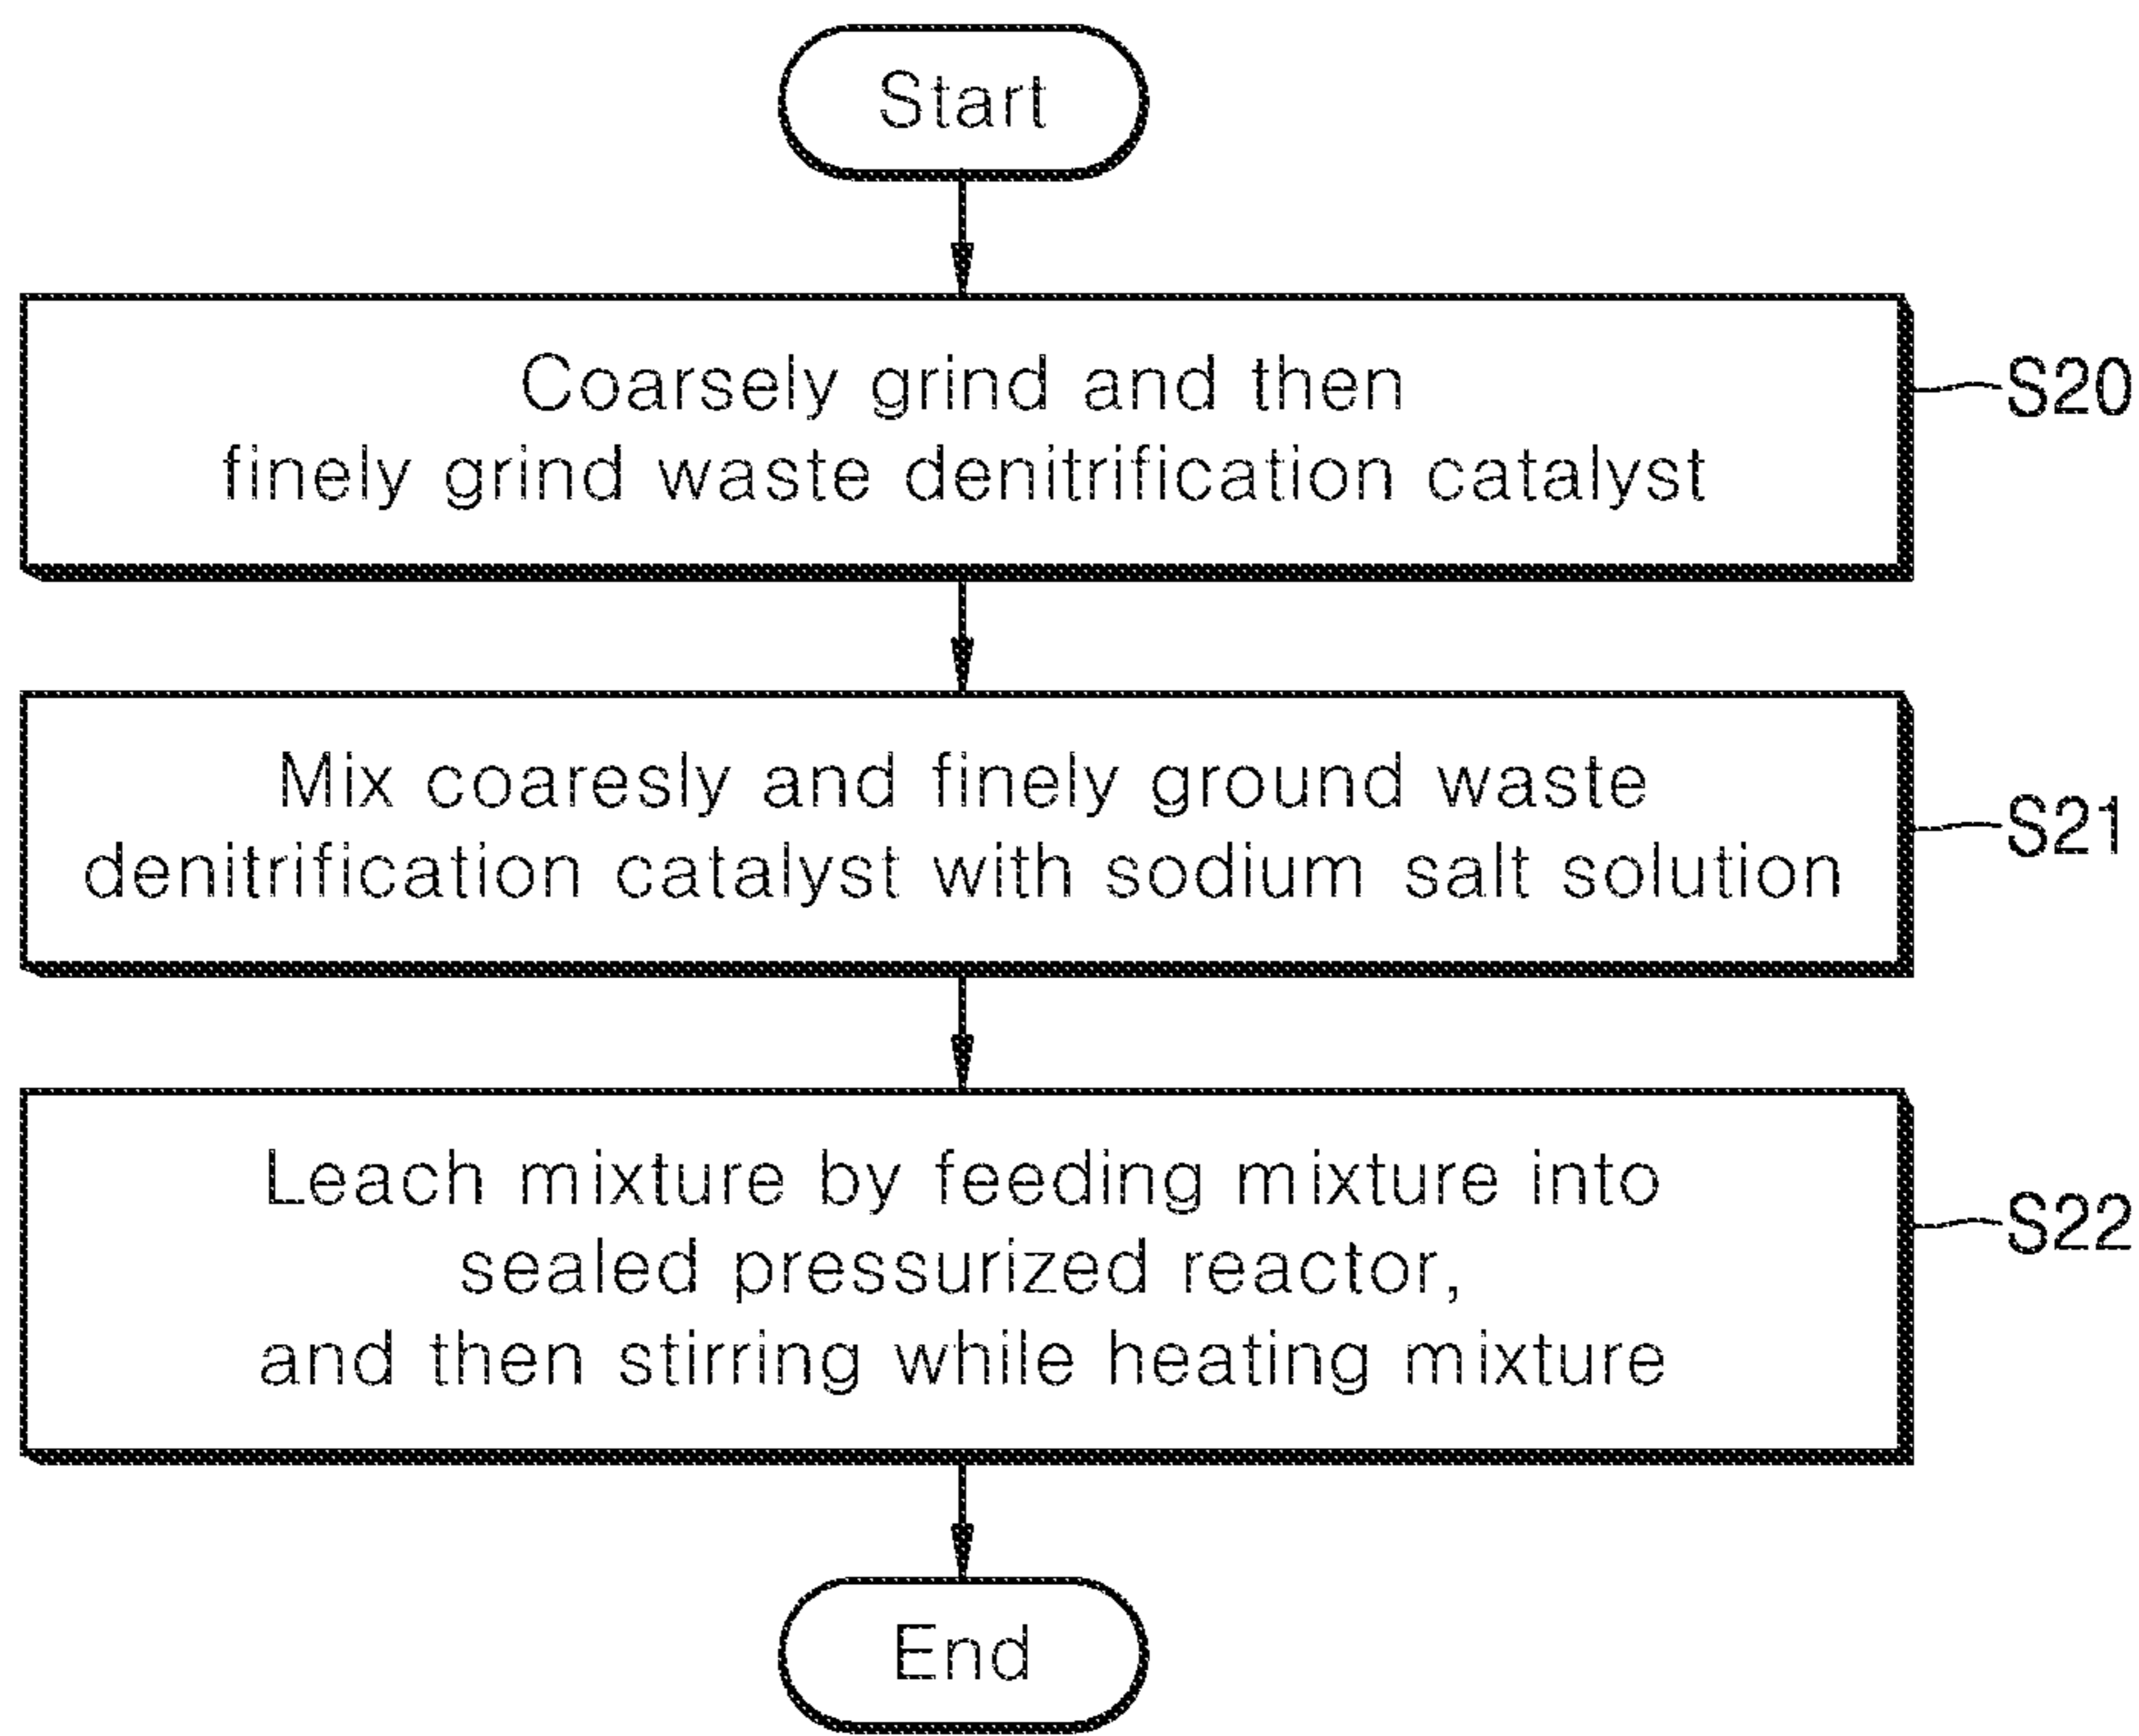 Start
Coarsely grind and then
finely grind waste denitrification catalyst
S20
Mix coaresly and finely ground waste
denitrification catalyst with sodium salt solution
S21
Leach mixture by feeding mixture into
sealed pressurized reactor,
and then stirring while heating mixture
S22
End